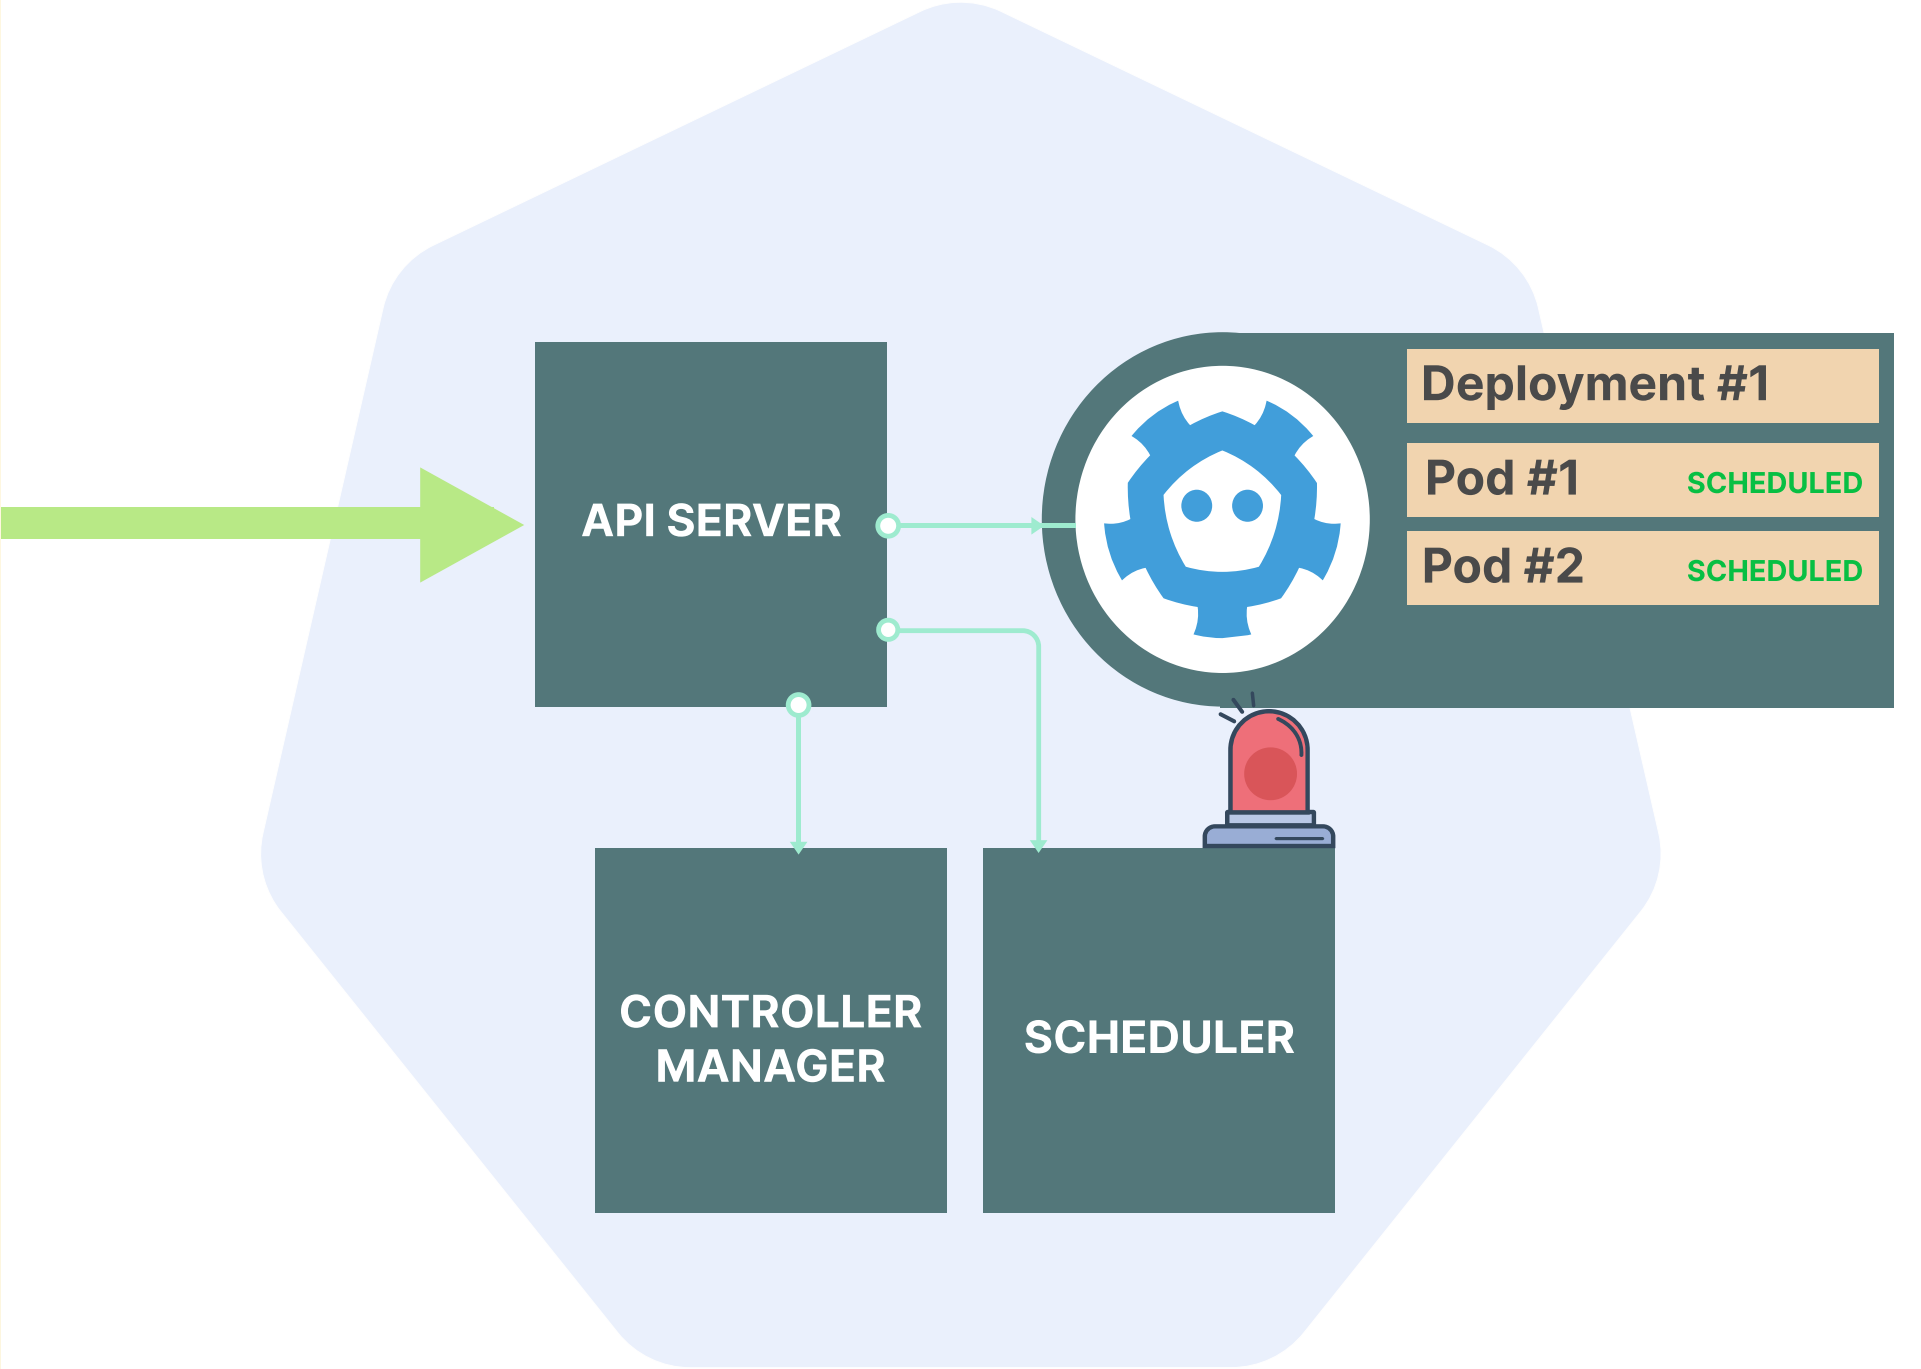 API SERVER
Deployment #1
Pod #1 SCHEDULED
Pod #2 SCHEDULED
CONTROLLER
MANAGER
SCHEDULER